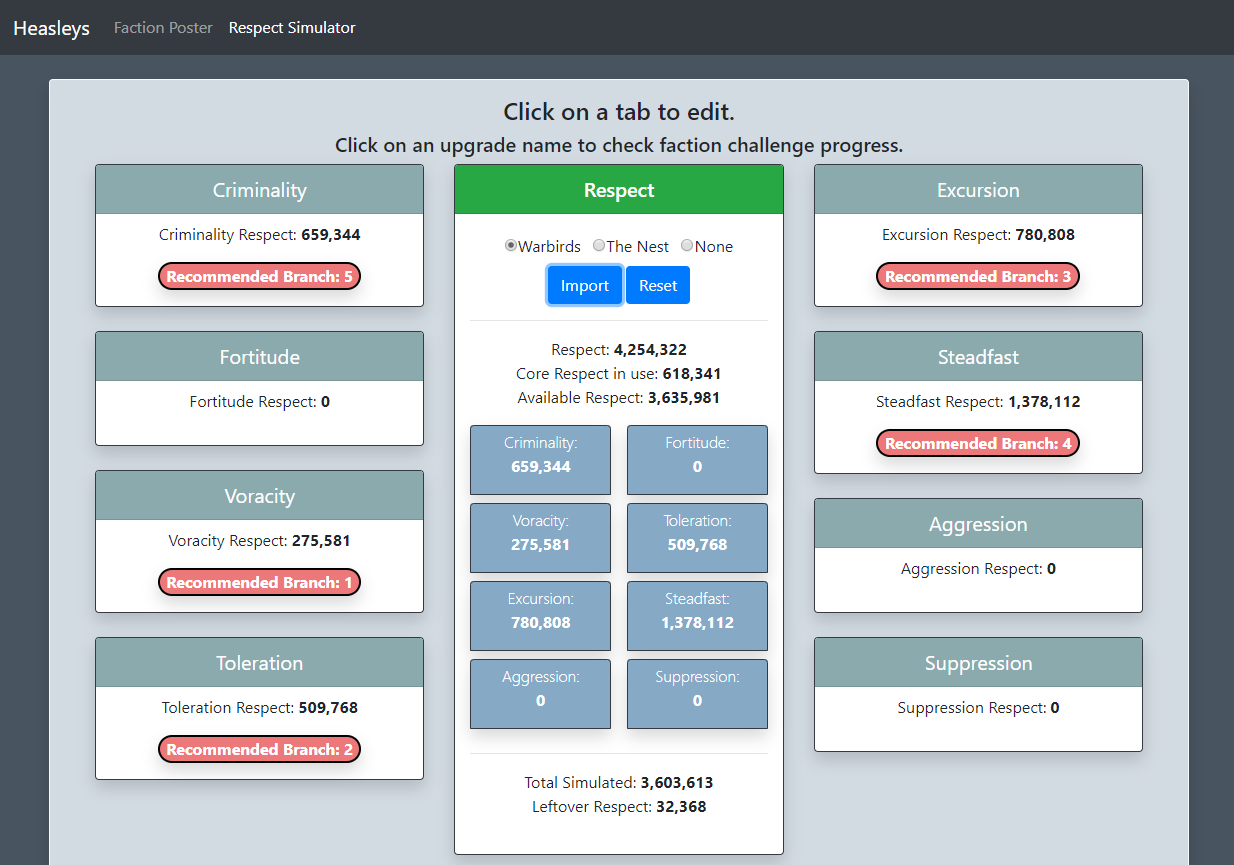 Heasleys Faction Poster Respect Simulator
Click on a tab to edit.
Click on an upgrade name to check faction challenge progress.
Criminality
Criminality Respect: 659,344
Recommended Branch: 5
Fortitude
Fortitude Respect: 0
Voracity
Voracity Respect: 275,581
Recommended Branch: 1
Toleration
Toleration Respect: 509,768
Recommended Branch: 2
Respect
Warbirds The Nest None
Import Reset
Respect: 4,254,322
Core Respect in use: 618,341
Available Respect: 3,635,981
Criminality:
659,344
Fortitude:
0
Voracity:
275,581
Toleration:
509,768
Excursion:
780,808
Steadfast:
1,378,112
Aggression:
0
Suppression:
0
Total Simulated: 3,603,613
Leftover Respect: 32,368
Excursion
Excursion Respect: 780,808
Recommended Branch: 3
Steadfast
Steadfast Respect: 1,378,112
Recommended Branch: 4
Aggression
Aggression Respect: 0
Suppression
Suppression Respect: 0